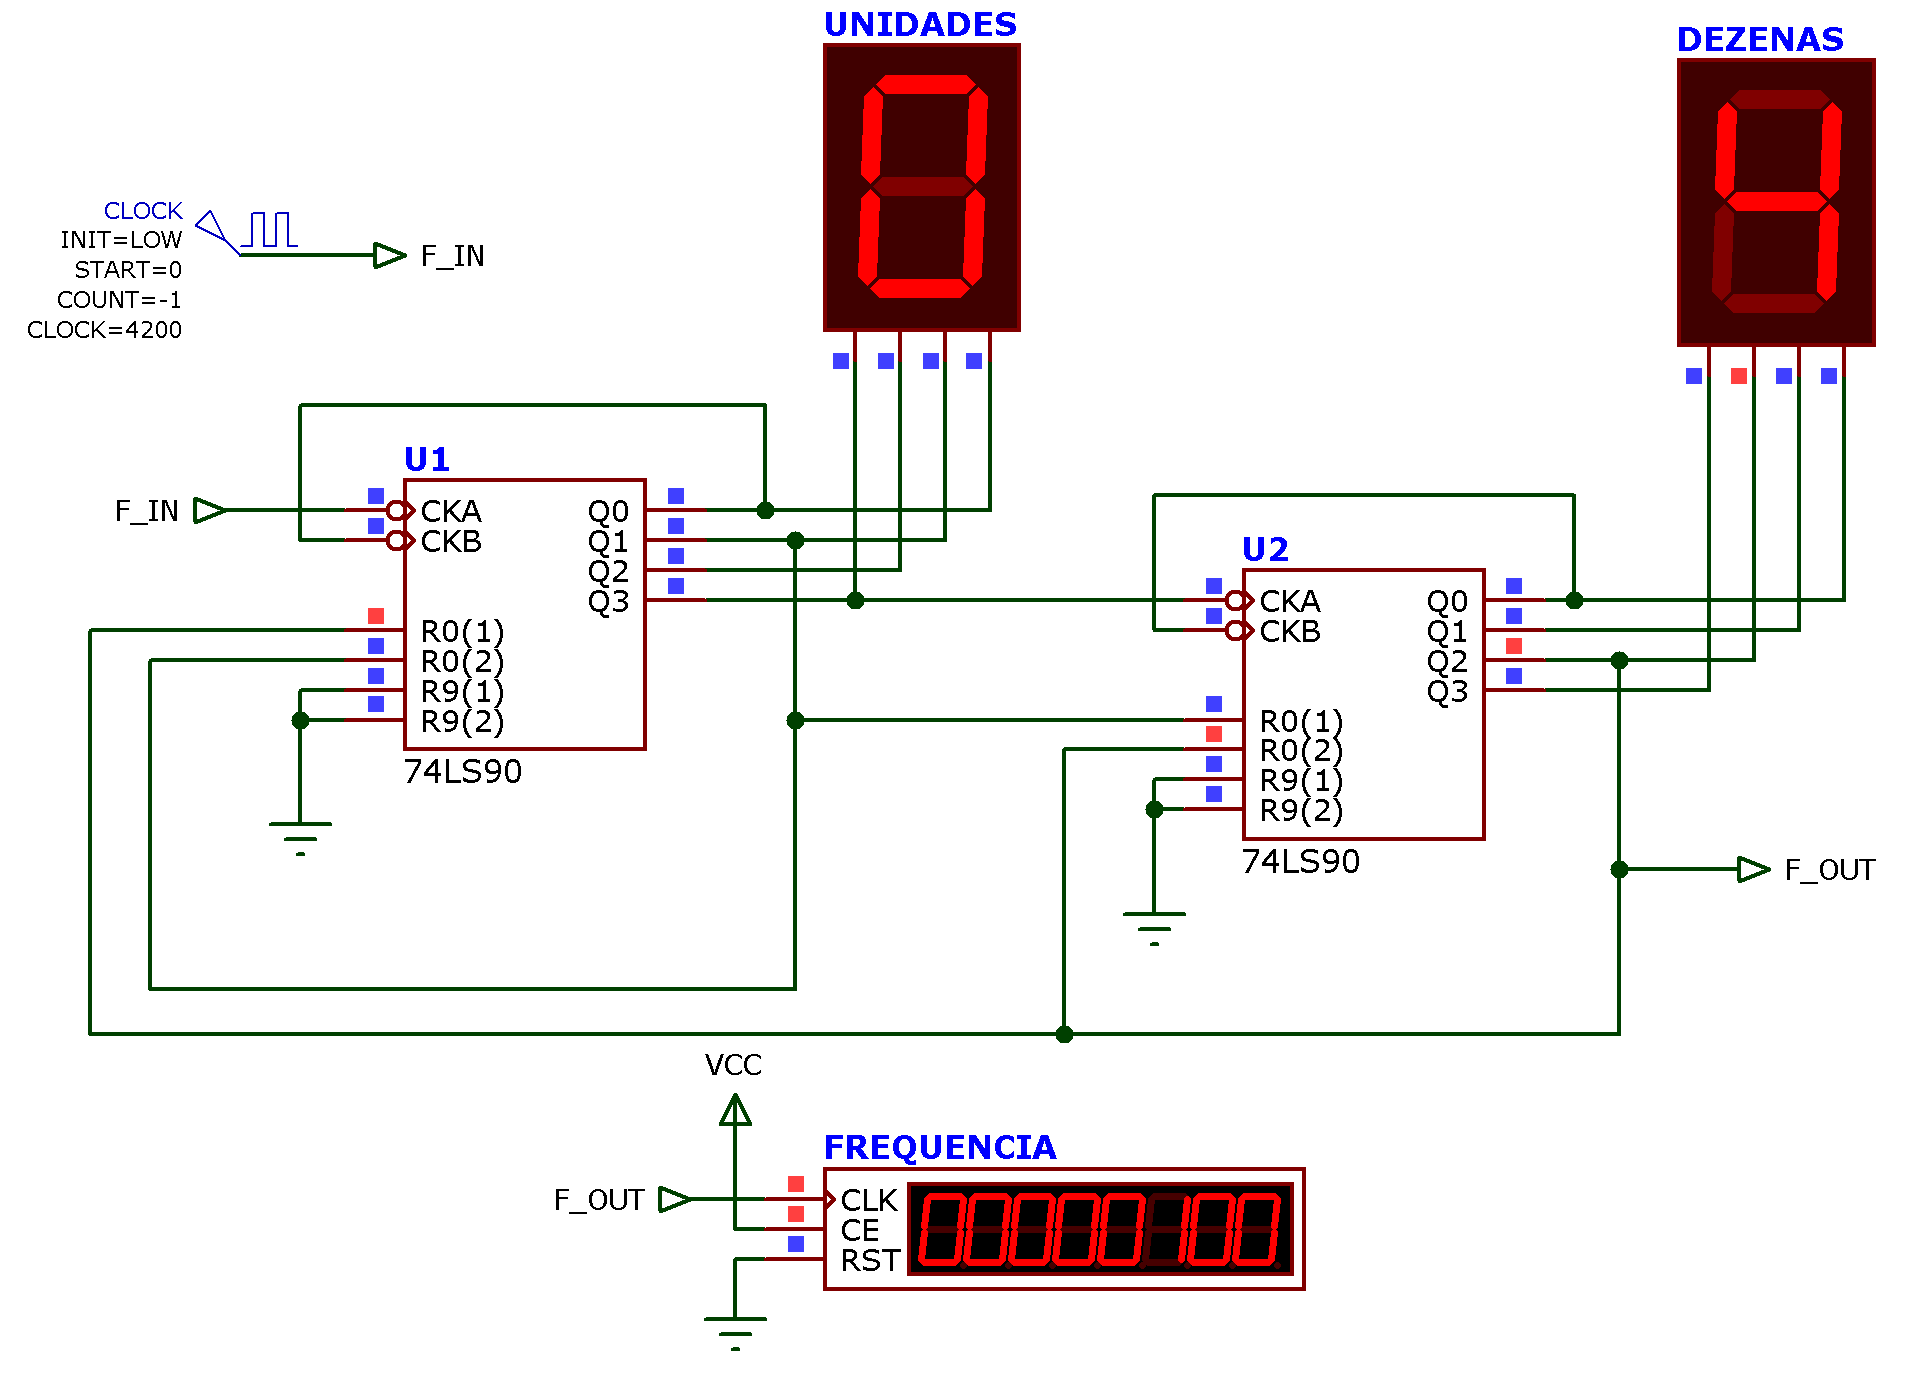 UNIDADES
0
DEZENAS
4
CLOCK
INIT=LOW
START=0
COUNT=-1
CLOCK=4200
F_IN
U1
F_IN
CKA
CKB
R0(1)
R0(2)
R9(1)
R9(2)
Q0
Q1
Q2
Q3
74LS90
U2
CKA
CKB
R0(1)
R0(2)
R9(1)
R9(2)
Q0
Q1
Q2
Q3
74LS90
F_OUT
VCC
FREQUENCIA
F_OUT
CLK
CE
RST
00000100